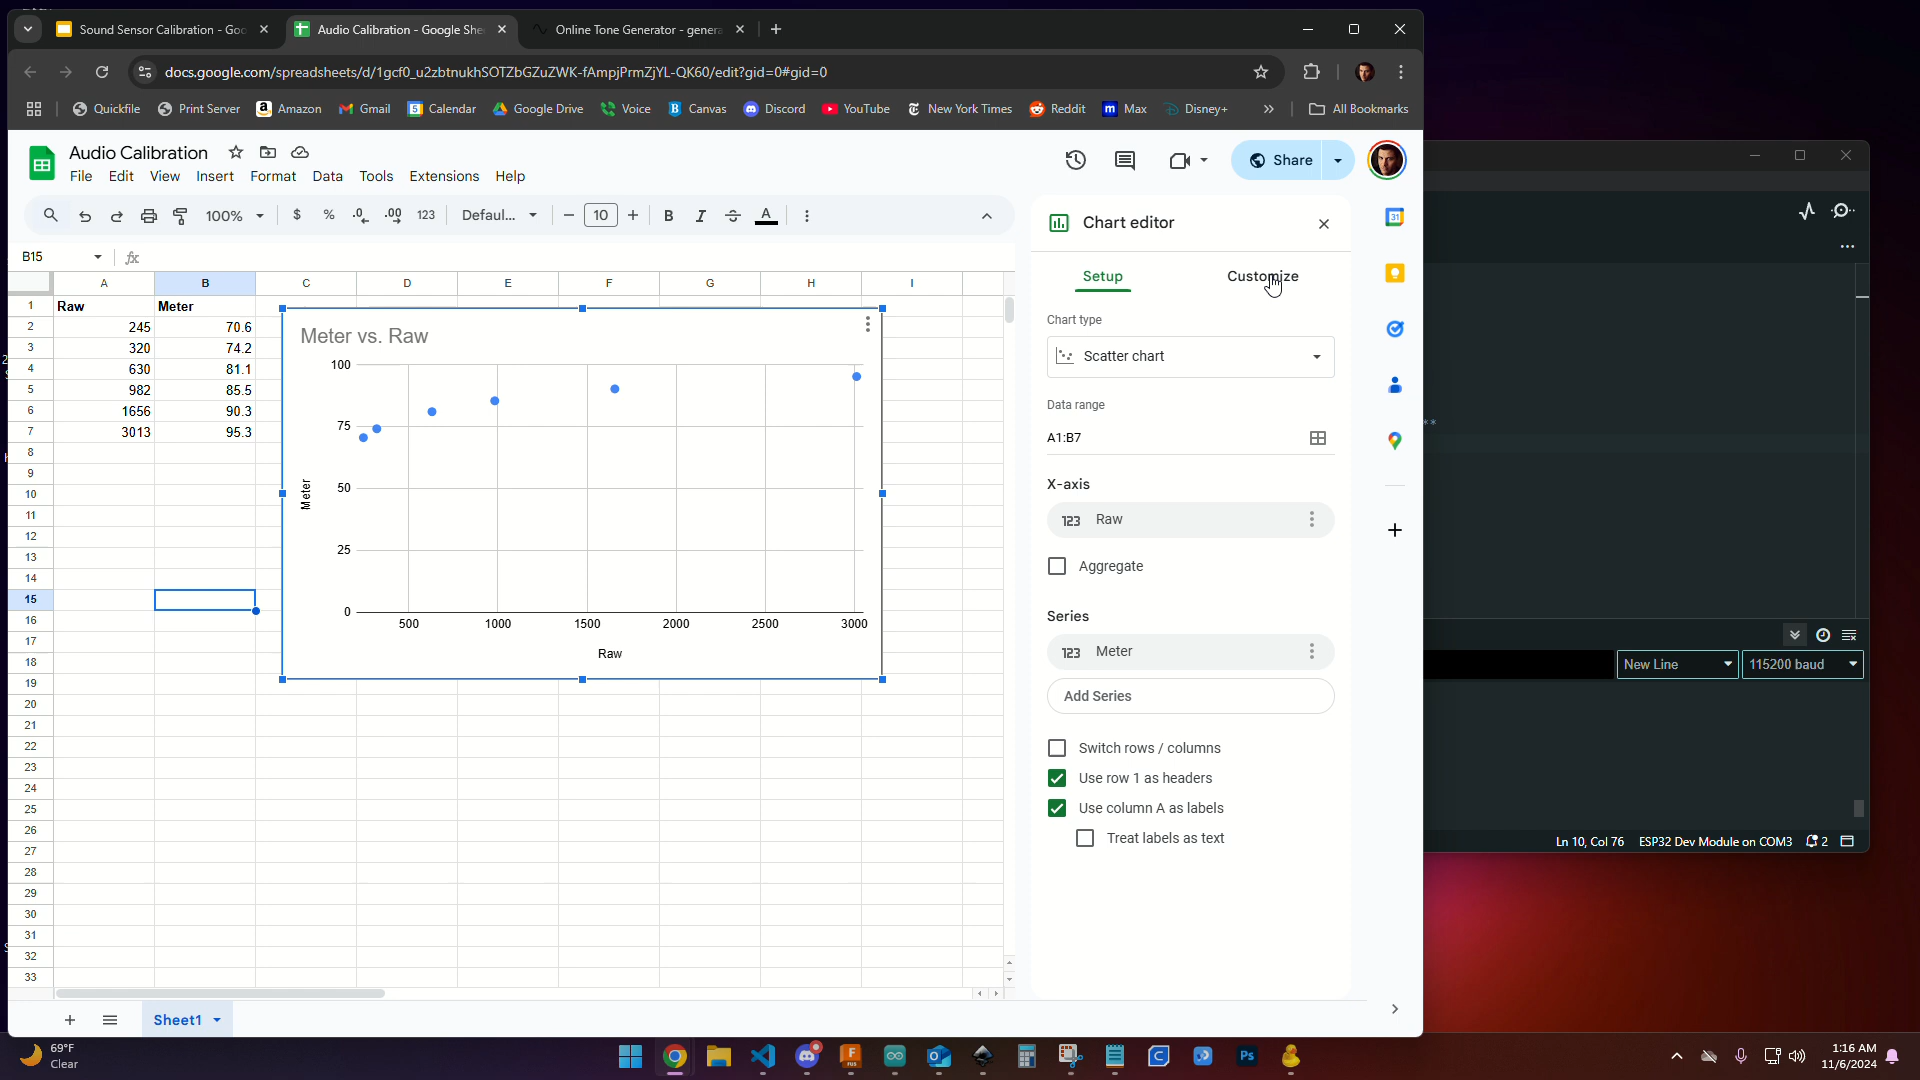 Sound Sensor Calibration - Goo
Audio Calibration - Google She
Online Tone Generator - genera
docs.google.com/spreadsheets/d/1gcf0_u2zbtnukhSOTZbGZuZWK-fAmpjPrmZjYL-QK60/edit?gid=0#gid=0
Quickfile
Print Server
Amazon
Gmail
Calendar
Google Drive
Voice
Canvas
Discord
YouTube
New York Times
Reddit
Max
Disney+
All Bookmarks
Audio Calibration
File Edit View Insert Format Data Tools Extensions Help
Share
100%
$ % .0 .00 123
Defaul...
10
B I A
B15
fx
A B C D E F G H I
1 Raw Meter
2 245 70.6
3 320 74.2
4 630 81.1
5 982 85.5
6 1656 90.3
7 3013 95.3
8
9
10
11
12
13
14
15
16
17
18
19
20
21
22
23
24
25
26
27
28
29
30
31
32
33
Meter vs. Raw
100
75
50
25
0
Meter
500 1000 1500 2000 2500 3000
Raw
Chart editor
Setup
Customize
Chart type
Scatter chart
Data range
A1:B7
X-axis
123 Raw
Aggregate
Series
123 Meter
Add Series
Switch rows / columns
Use row 1 as headers
Use column A as labels
Treat labels as text
31
Sheet1
**
New Line
115200 baud
Ln 10, Col 76
ESP32 Dev Module on COM3
2
69°F
Clear
1:16 AM
11/6/2024